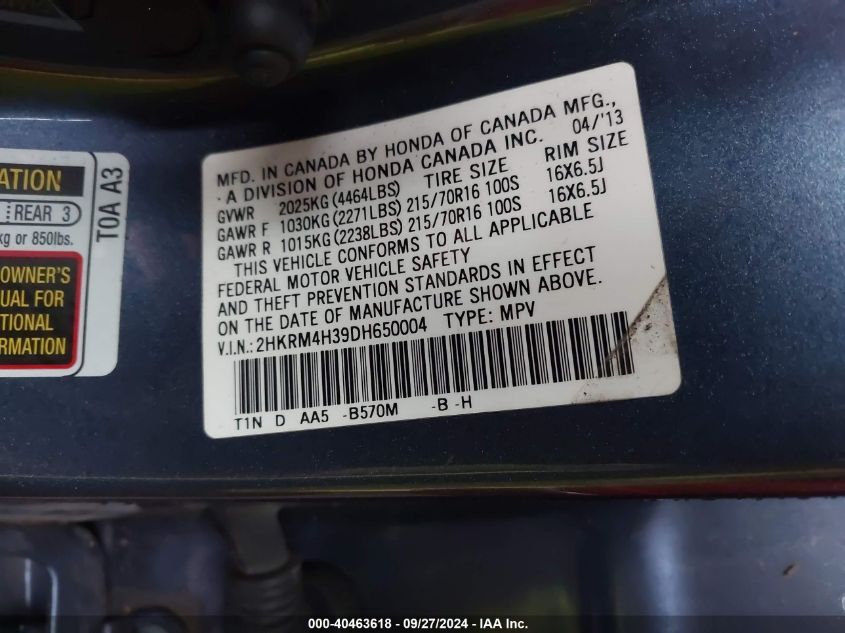 ATION
REAR 3
kg or 850lbs.
OWNER'S
UAL FOR
TIONAL
FORMATION
T0A A3
MFD. IN CANADA BY HONDA OF CANADA MFG.,
A DIVISION OF HONDA CANADA INC. 04/'13
TIRE SIZE RIM SIZE
GVWR 2025KG(4464LBS)
GAWR F 1030KG(2271LBS) 215/70R16 100S 16X6.5J
GAWR R 1015KG(2238LBS) 215/70R16 100S 16X6.5J
THIS VEHICLE CONFORMS TO ALL APPLICABLE
FEDERAL MOTOR VEHICLE SAFETY
AND THEFT PREVENTION STANDARDS IN EFFECT
ON THE DATE OF MANUFACTURE SHOWN ABOVE.
V.I.N.: 2HKRM4H39DH650004 TYPE: MPV
T1N D AA5 -B570M -B -H
000-40463618 - 09/27/2024 - IAA Inc.